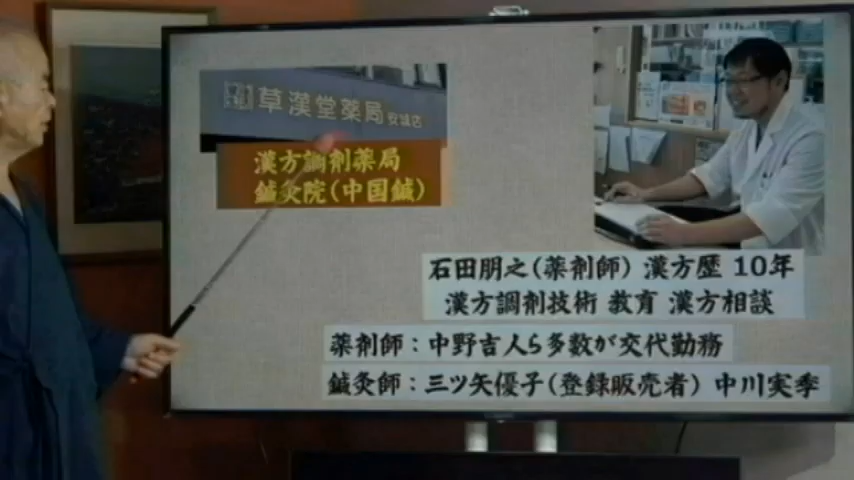 草漢堂薬局 安城店
漢方調剤薬局
鍼灸院(中国鍼)
石田朋之(薬剤師) 漢方歴 10年
漢方調剤技術 教育 漢方相談
薬剤師：中野吉人ら多数が交代勤務
鍼灸師：三ツ矢優子(登録販売者) 中川実季